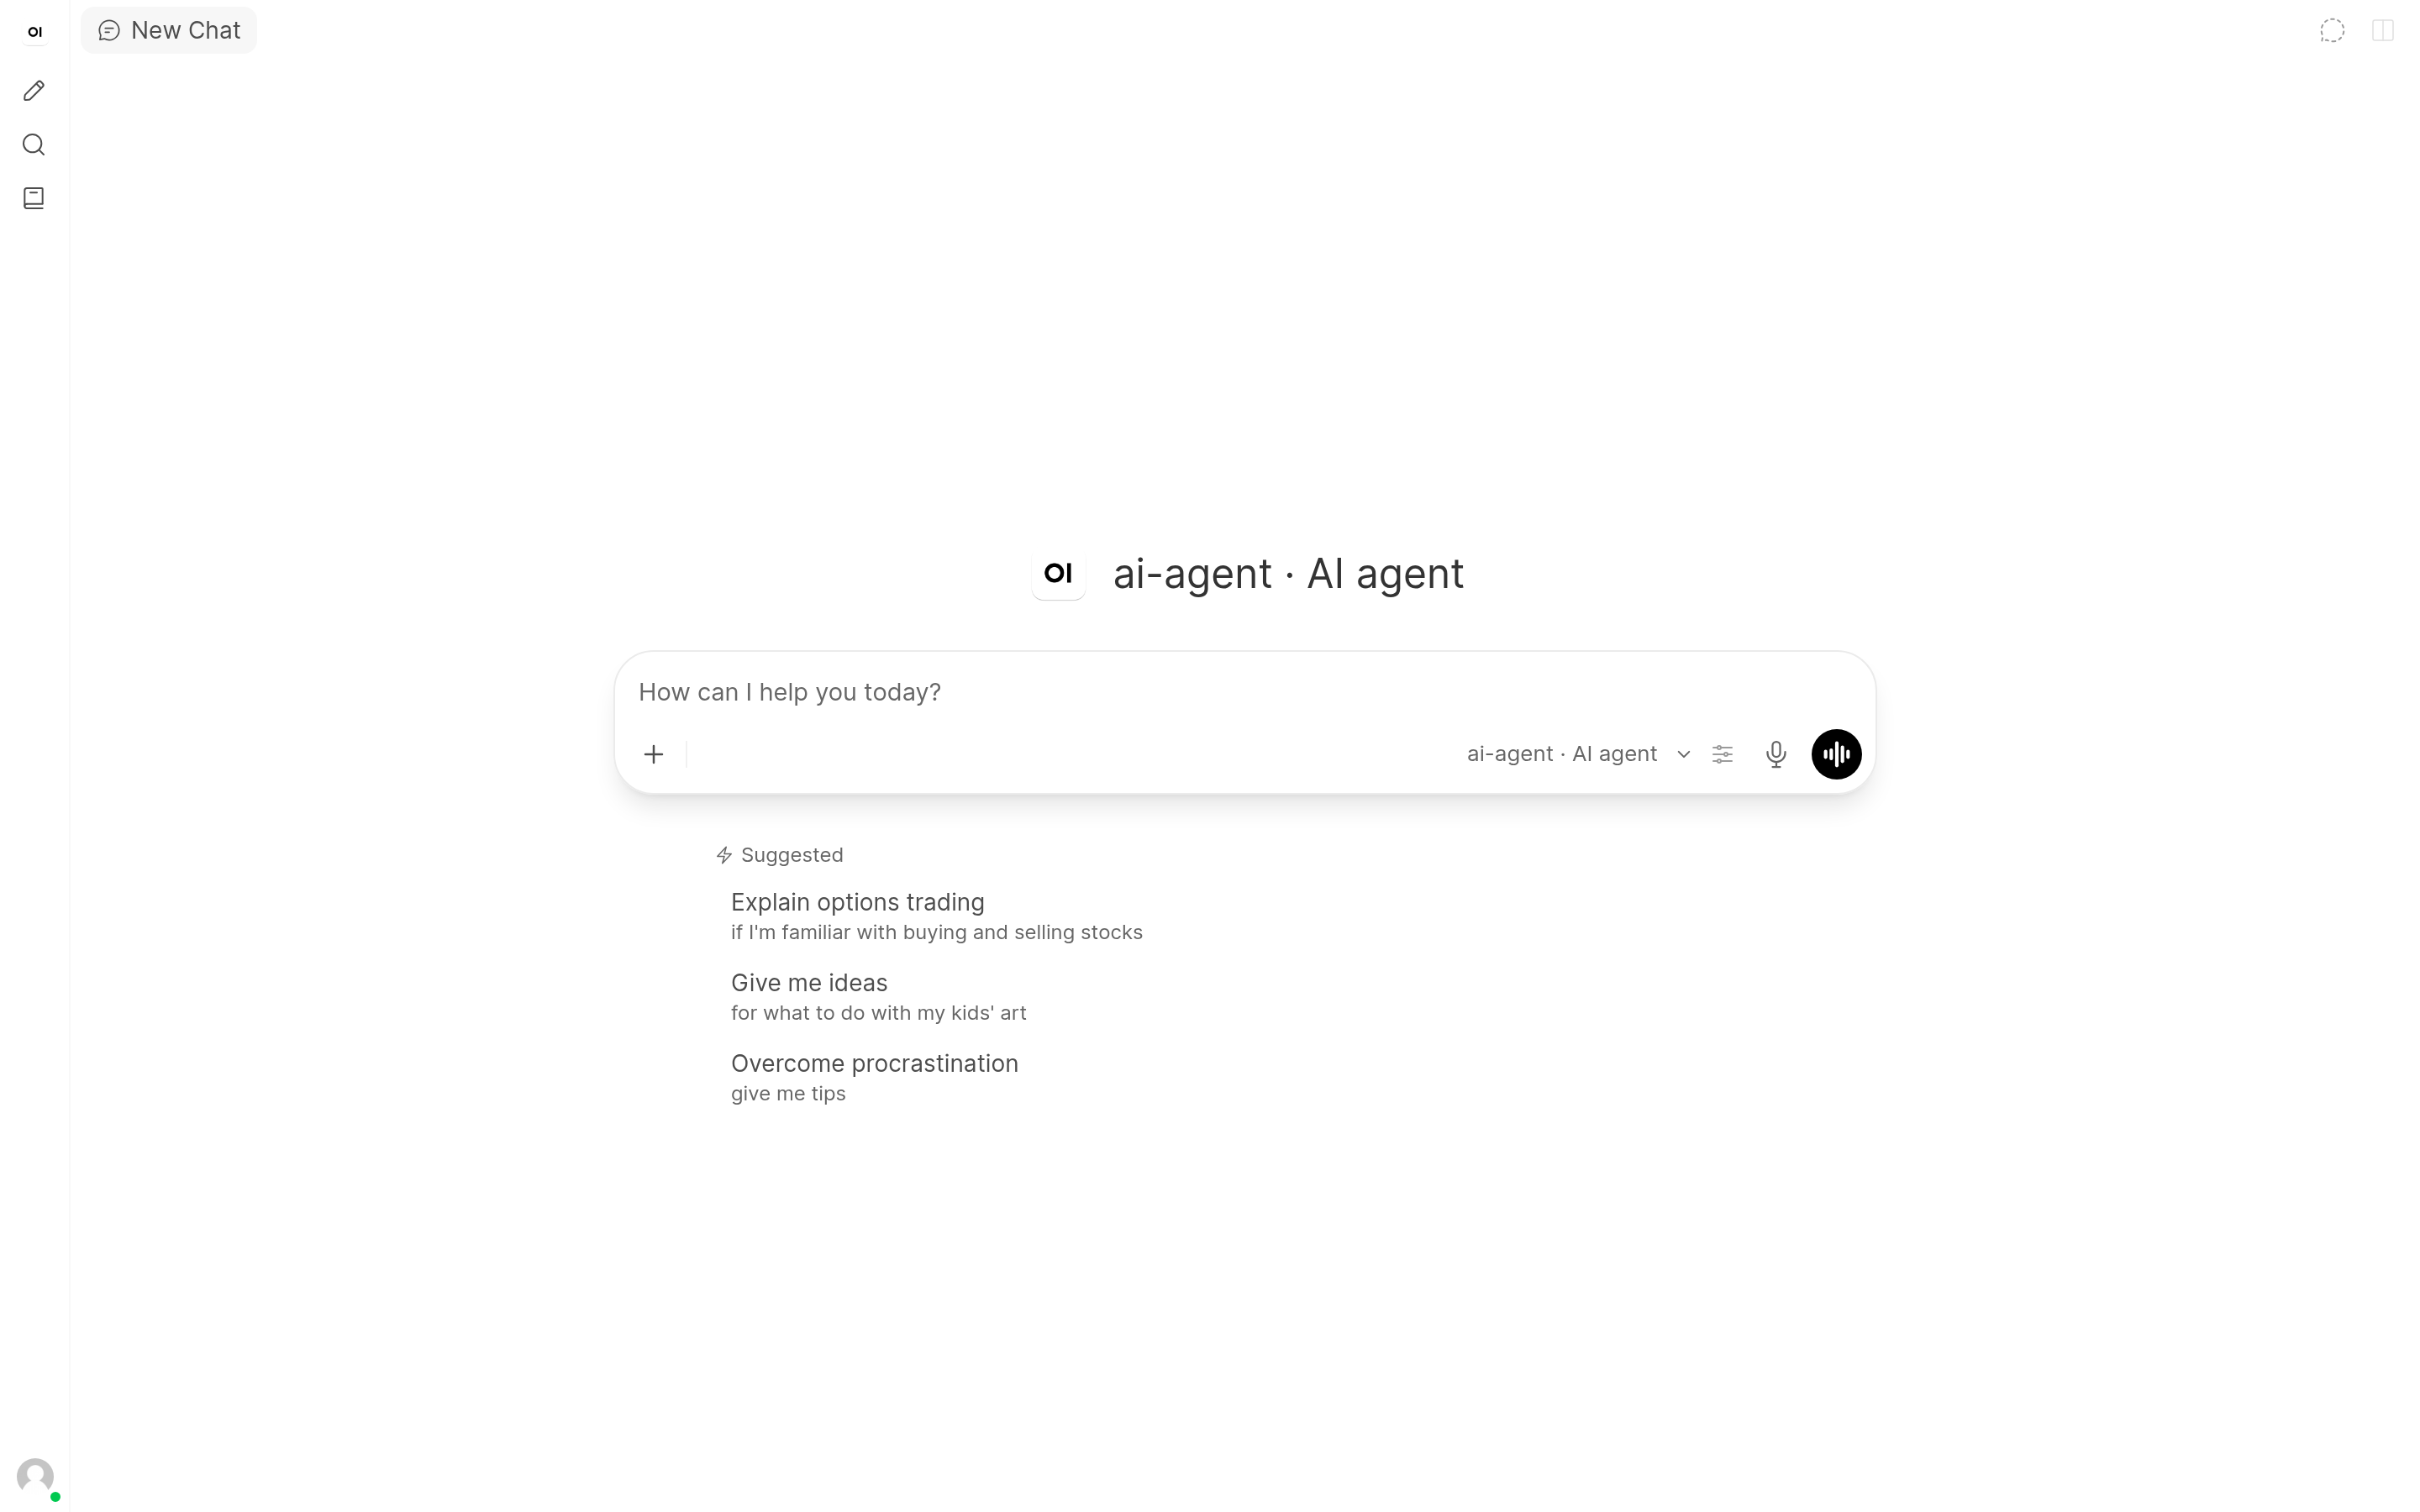 OI
New Chat
OI
ai-agent · AI agent
How can I help you today?
ai-agent · AI agent
Suggested
Explain options trading
if I'm familiar with buying and selling stocks
Give me ideas
for what to do with my kids' art
Overcome procrastination
give me tips